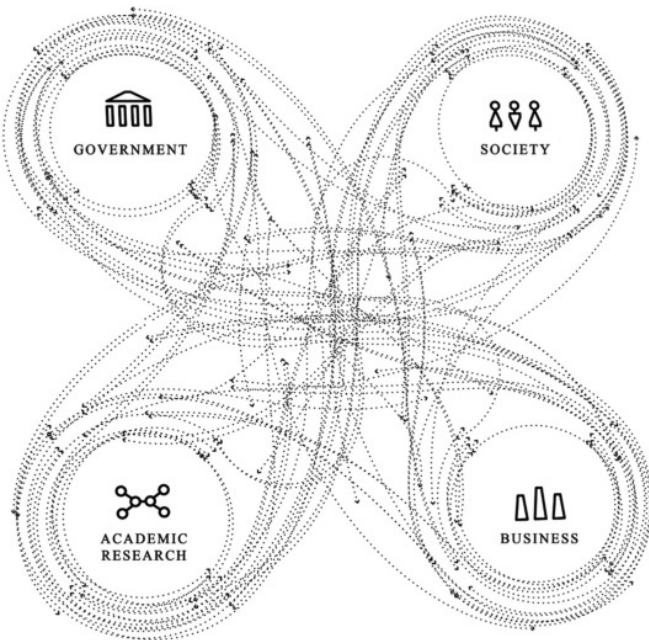 GOVERNMENT
SOCIETY
ACADEMIC
RESEARCH
BUSINESS